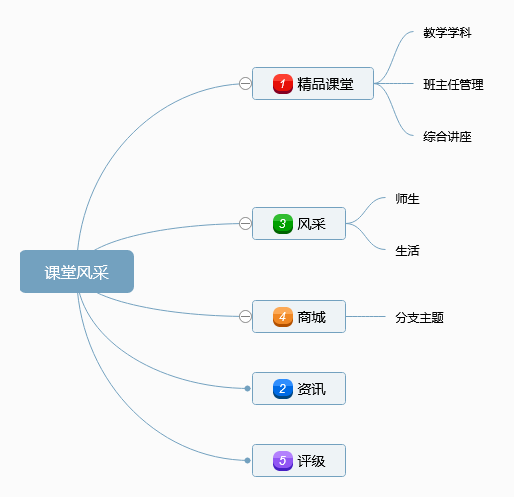 课堂风采
1 精品课堂
教学学科
班主任管理
综合讲座
3 风采
师生
生活
4 商城
分支主题
2 资讯
5 评级